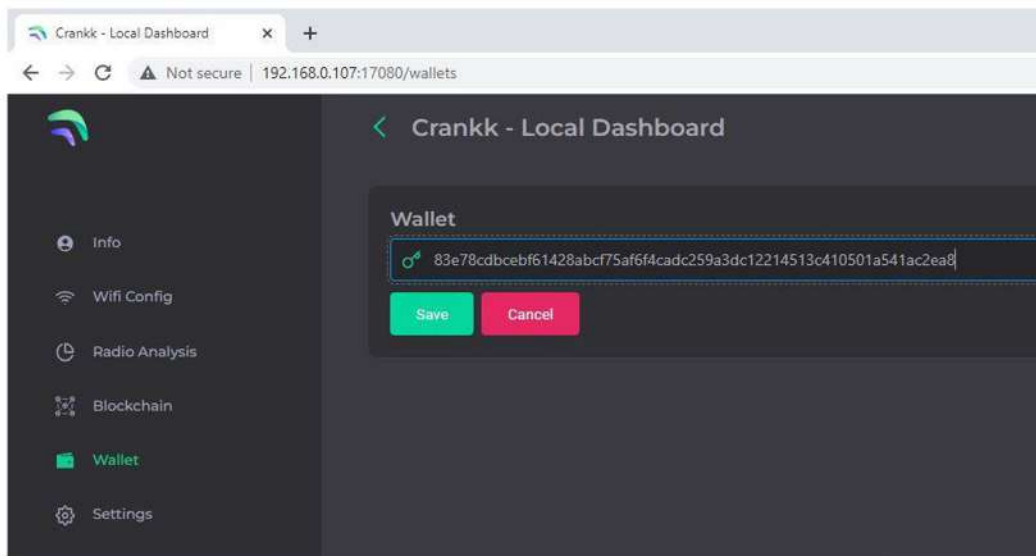 Crankk - Local Dashboard
Not secure | 192.168.0.107:17080/wallets
Crankk - Local Dashboard
Wallet
83e78cdbcebf61428abcf75af6f4cadc259a3dc12214513c410501a541ac2ea8
Save Cancel
Info
Wifi Config
Radio Analysis
Blockchain
Wallet
Settings